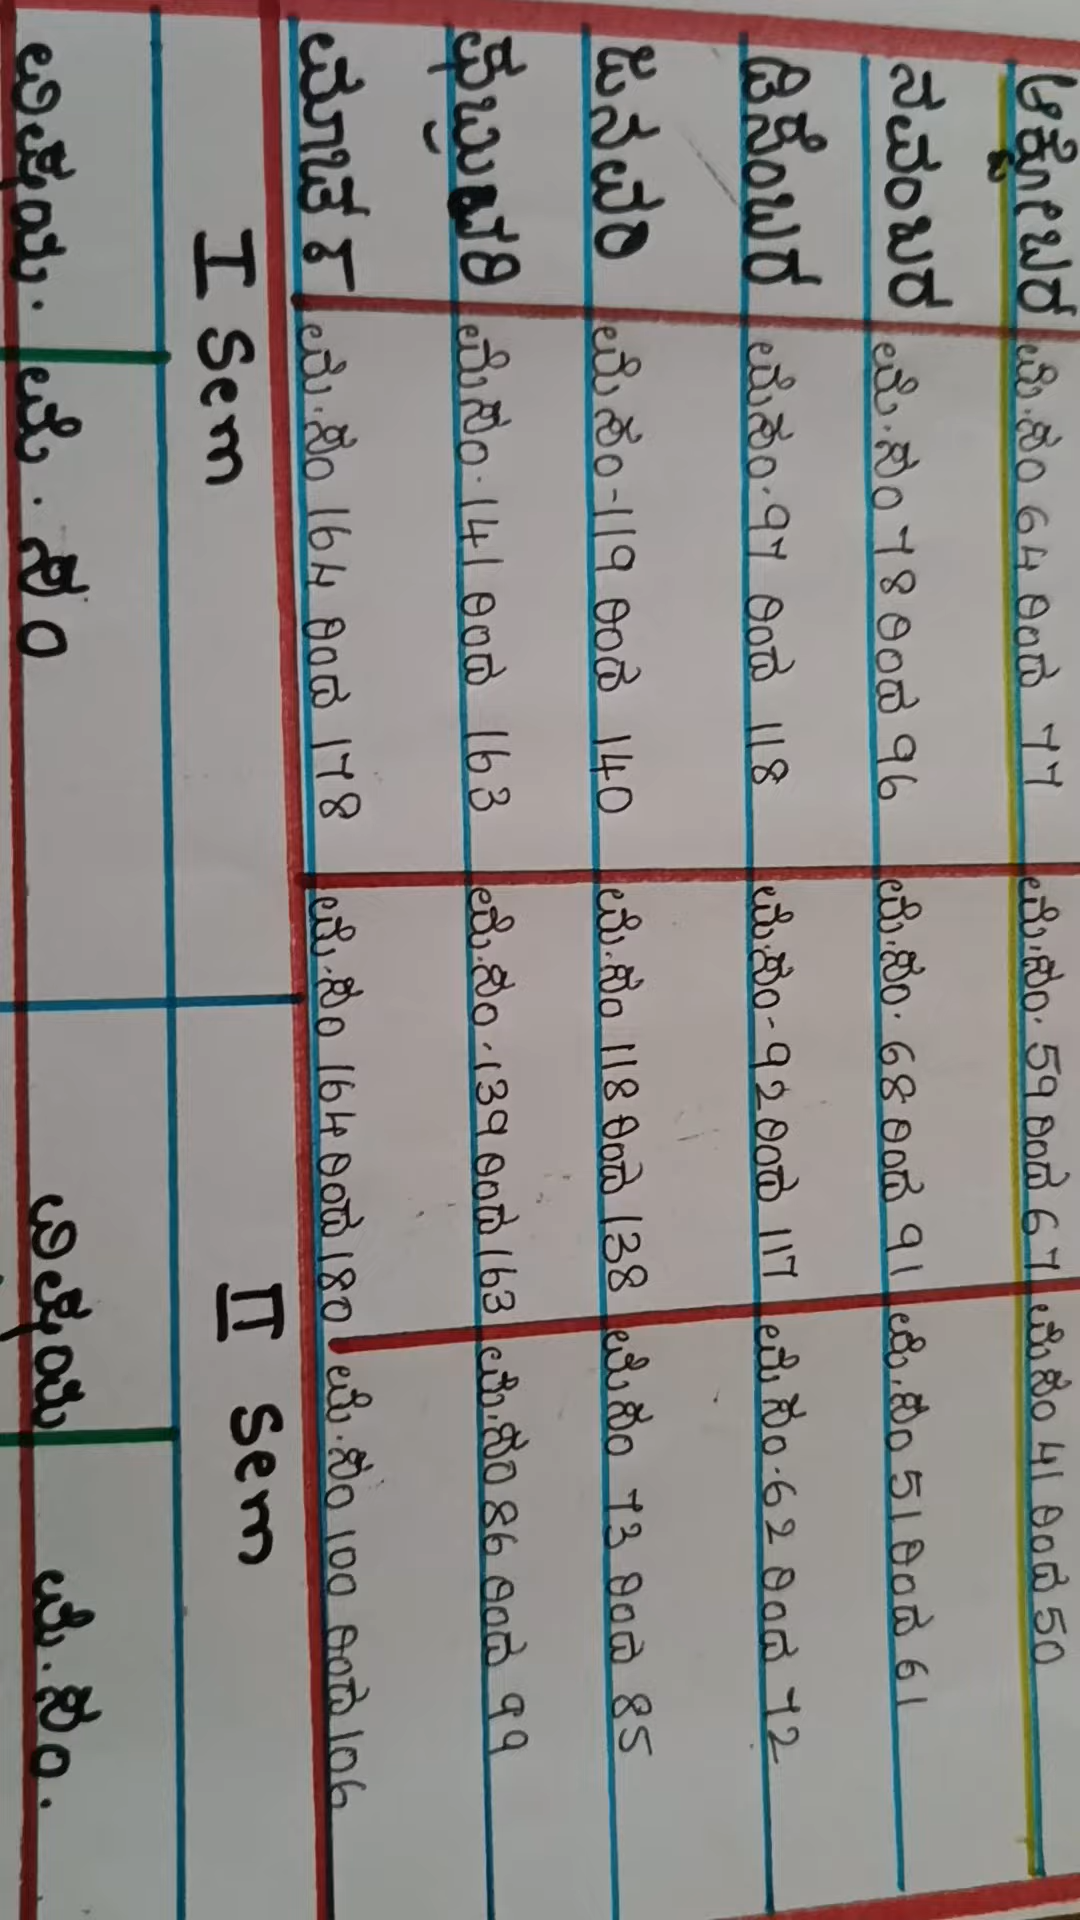 ಅಕ್ಟೋಬರ ಪು.ಸಂ 64 ರಿಂದ 77 ಪು.ಸಂ. 59 ರಿಂದ 67 ಪು.ಸಂ 41 ರಿಂದ 50
ನವಂಬರ ಪು.ಸಂ 78 ರಿಂದ 96 ಪು.ಸಂ. 68 ರಿಂದ 91 ಪು.ಸಂ 51 ರಿಂದ 61
ಡಿಸೆಂಬರ ಪು.ಸಂ.97 ರಿಂದ 118 ಪು.ಸಂ-92 ರಿಂದ 117 ಪು.ಸಂ.62 ರಿಂದ 72
ಜನವರಿ ಪು.ಸಂ-119 ರಿಂದ 140 ಪು.ಸಂ 118 ರಿಂದ 138 ಪು.ಸಂ 73 ರಿಂದ 85
ಫೆಬ್ರುವರಿ ಪು.ಸಂ.141 ರಿಂದ 163 ಪು.ಸಂ.139 ರಿಂದ 163 ಪು.ಸಂ 86 ರಿಂದ 99
ಮಾರ್ಚ ಪು.ಸಂ 164 ರಿಂದ 178 ಪು.ಸಂ 164 ರಿಂದ 180 ಪು.ಸಂ 100 ರಿಂದ 106
I Sem II Sem
ವಿಷಯ. ಪು.ಸಂ ವಿಷಯ ಪು.ಸಂ.